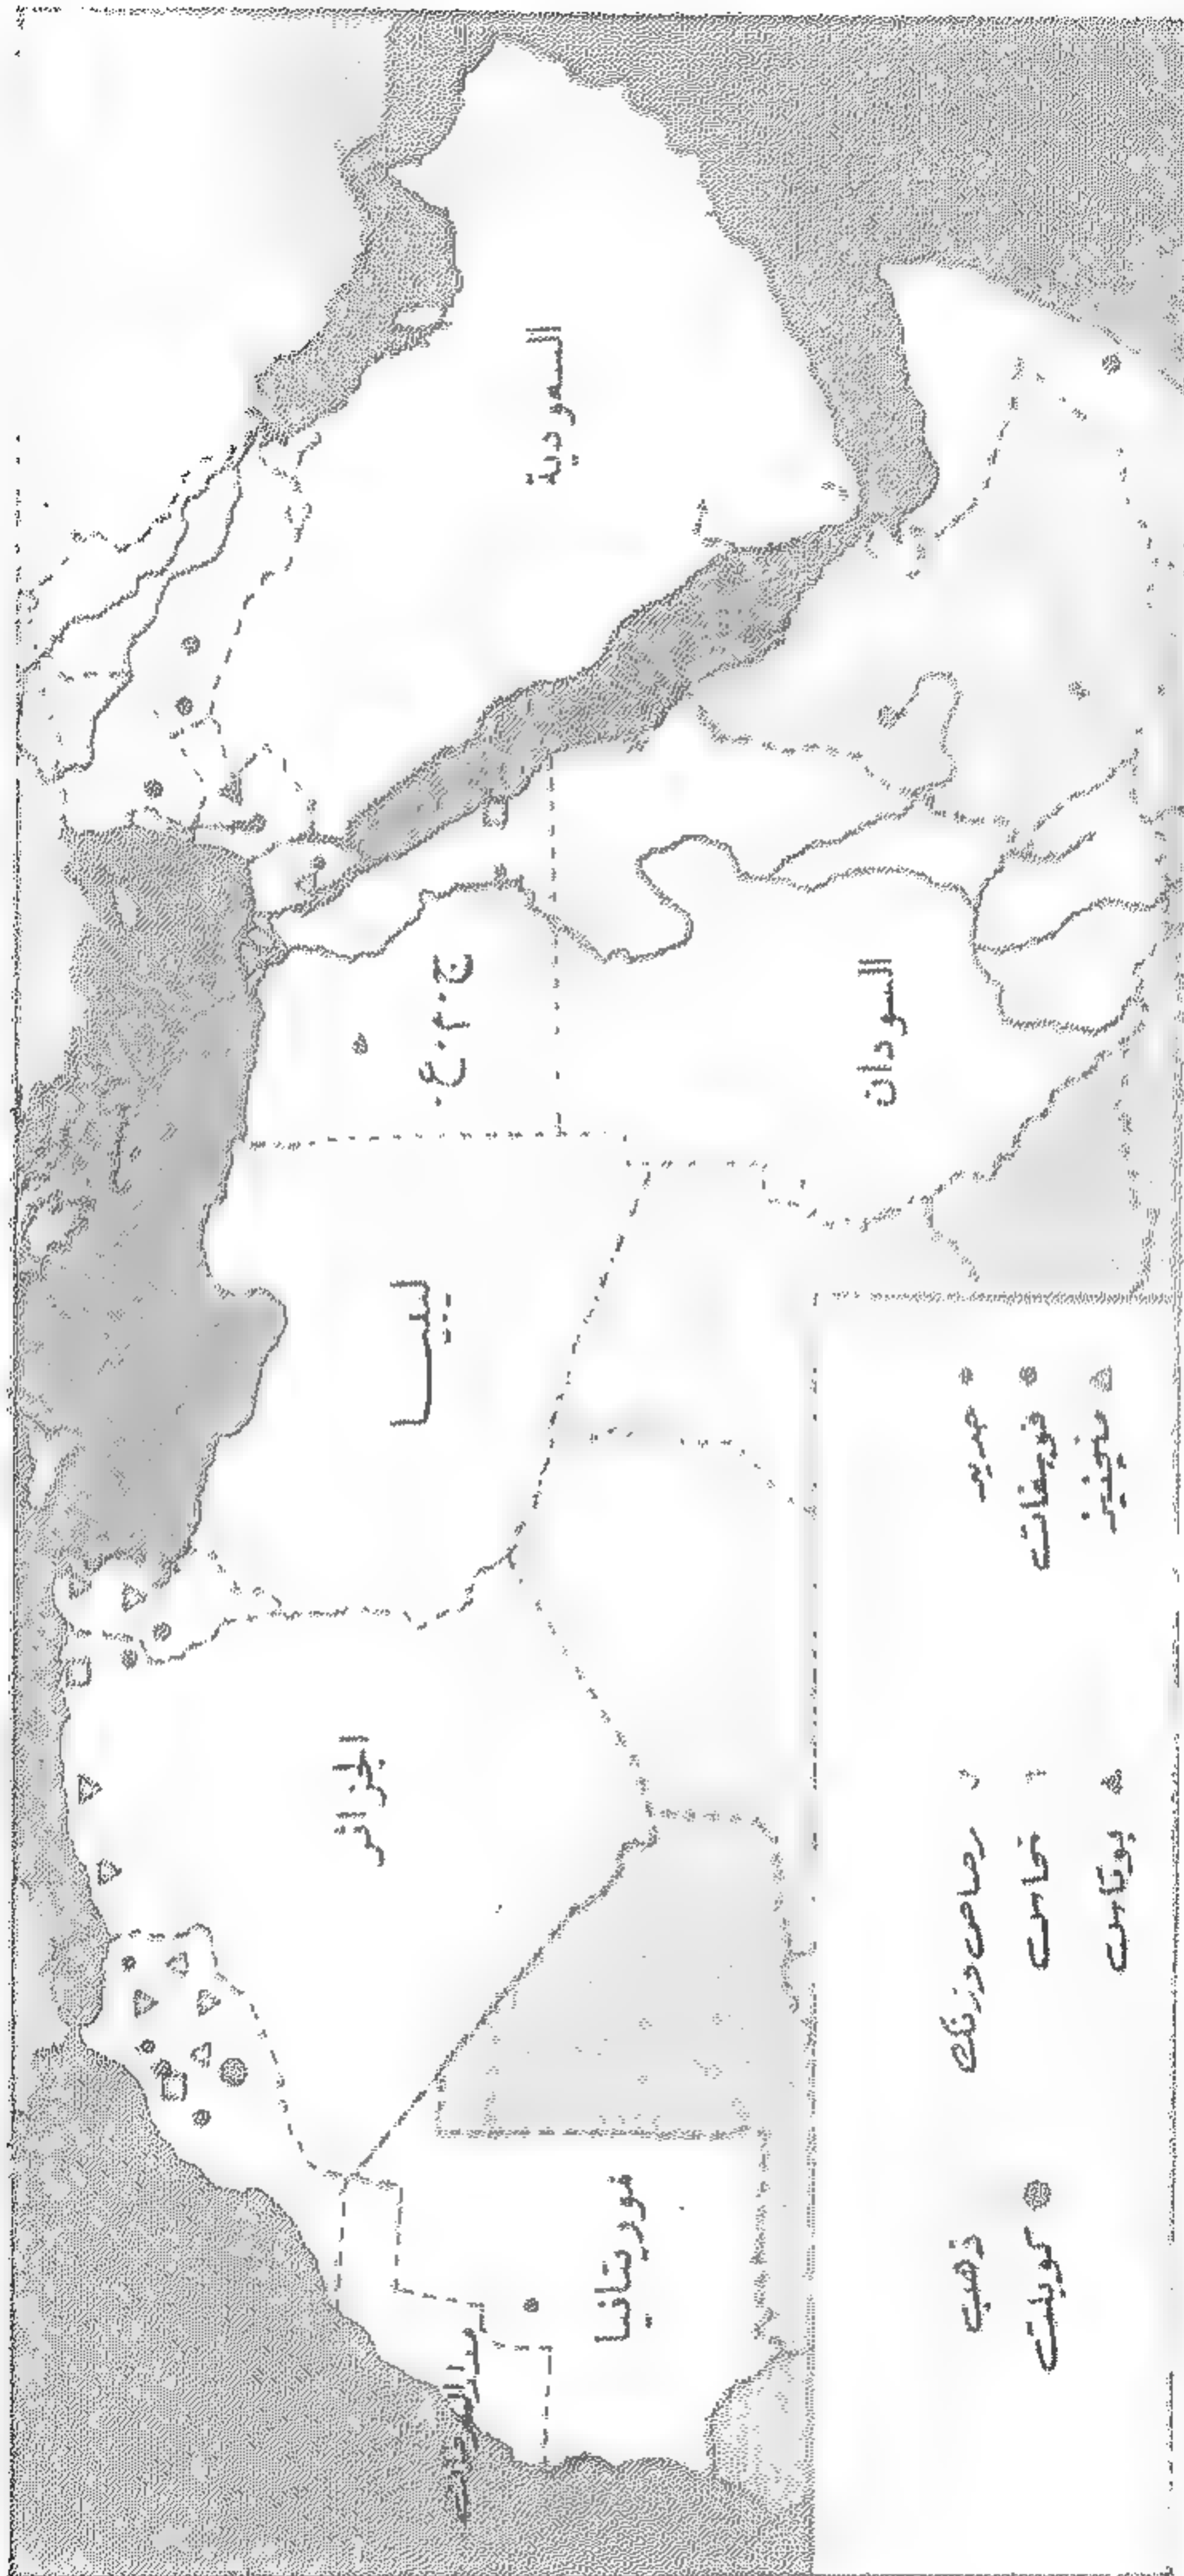 السعودية
ج.م.ع.
السودان
ليبيا
الجزائر
موريتانيا
حديد
فوسفات
منجنيز
رصاص وزنك
نحاس
بوتاس
ذهب
كوبلت